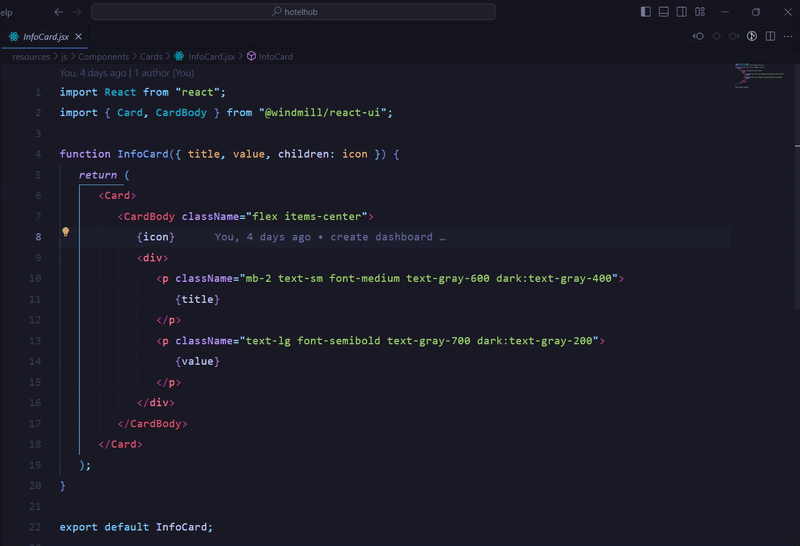 elp
hotelhub
InfoCard.jsx
resources > js > Components > Cards > InfoCard.jsx > InfoCard
You, 4 days ago | 1 author (You)
1 import React from "react";
2 import { Card, CardBody } from "@windmill/react-ui";
3
4 function InfoCard({ title, value, children: icon }) {
5 return (
6 <Card>
7 <CardBody className="flex items-center">
8 {icon} You, 4 days ago • create dashboard …
9 <div>
10 <p className="mb-2 text-sm font-medium text-gray-600 dark:text-gray-400">
11 {title}
12 </p>
13 <p className="text-lg font-semibold text-gray-700 dark:text-gray-200">
14 {value}
15 </p>
16 </div>
17 </CardBody>
18 </Card>
19 );
20 }
21
22 export default InfoCard;